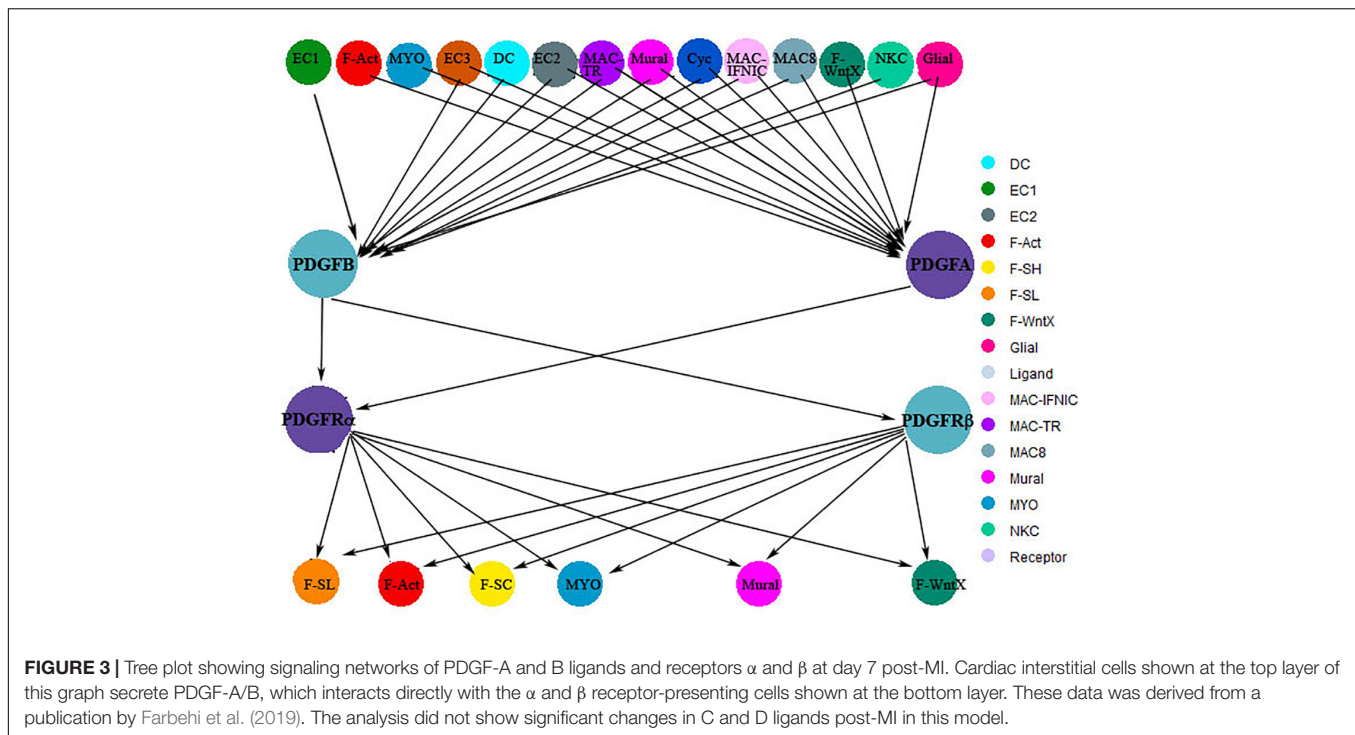 EC1 F-Act MYO EC3 DC EC2 MAC-TR Mural Cyc MAC-IFNIC MAC8 F-WntX NKC Glial
PDGFB PDGFA
PDGFRα PDGFRβ
F-SL F-Act F-SC MYO Mural F-WntX
DC
EC1
EC2
F-Act
F-SH
F-SL
F-WntX
Glial
Ligand
MAC-IFNIC
MAC-TR
MAC8
Mural
MYO
NKC
Receptor
FIGURE 3 | Tree plot showing signaling networks of PDGF-A and B ligands and receptors α and β at day 7 post-MI. Cardiac interstitial cells shown at the top layer of
this graph secrete PDGF-A/B, which interacts directly with the α and β receptor-presenting cells shown at the bottom layer. These data was derived from a
publication by Farbehi et al. (2019). The analysis did not show significant changes in C and D ligands post-MI in this model.